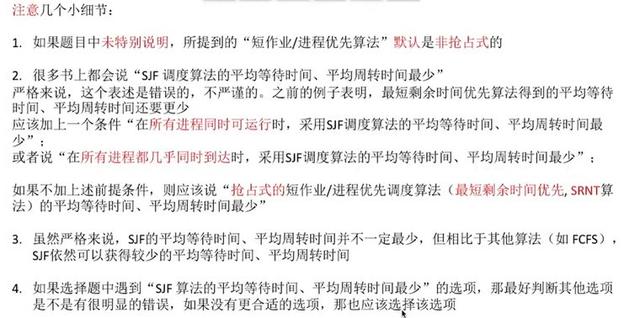 注意几个小细节：
1. 如果题目中未特别说明，所提到的“短作业/进程优先算法”默认是非抢占式的
2. 很多书上都会说“SJF 调度算法的平均等待时间、平均周转时间最少”
严格来说，这个表述是错误的，不严谨的。之前的例子表明，最短剩余时间优先算法得到的平均等待
时间、平均周转时间还要更少
应该加上一个条件“在所有进程同时可运行时，采用SJF调度算法的平均等待时间、平均周转时间最
少”；
或者说“在所有进程都几乎同时到达时，采用SJF调度算法的平均等待时间、平均周转时间最少”；
如果不加上述前提条件，则应该说“抢占式的短作业/进程优先调度算法（最短剩余时间优先, SRNT算
法）的平均等待时间、平均周转时间最少”
3. 虽然严格来说，SJF的平均等待时间、平均周转时间并不一定最少，但相比于其他算法（如 FCFS），
SJF依然可以获得较少的平均等待时间、平均周转时间
4. 如果选择题中遇到“SJF 算法的平均等待时间、平均周转时间最少”的选项，那最好判断其他选项
是不是有很明显的错误，如果没有更合适的选项，那也应该选择该选项